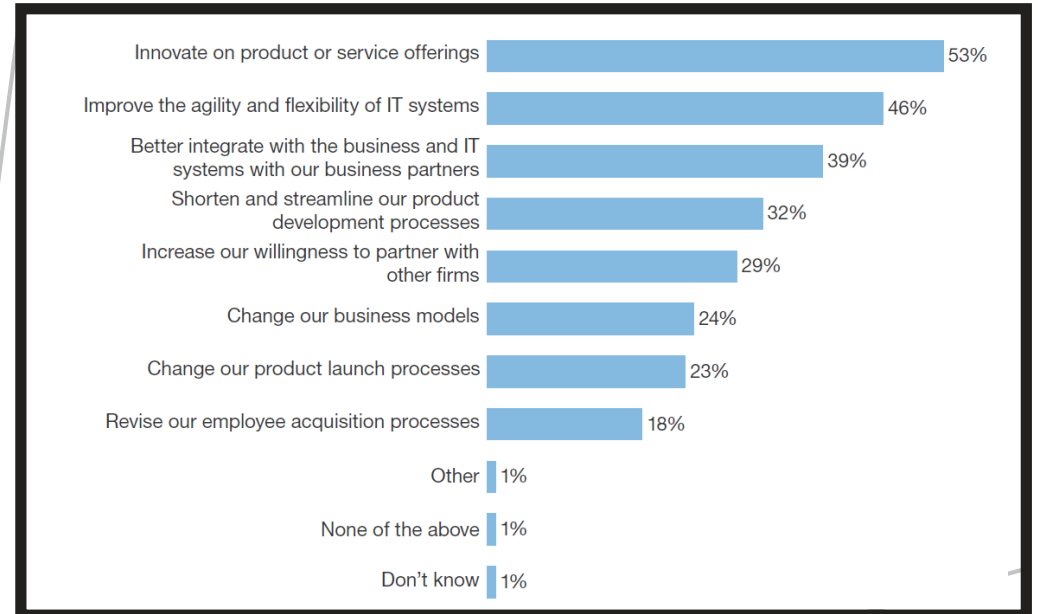 Innovate on product or service offerings 53%
Improve the agility and flexibility of IT systems 46%
Better integrate with the business and IT
systems with our business partners 39%
Shorten and streamline our product
development processes 32%
Increase our willingness to partner with
other firms 29%
Change our business models 24%
Change our product launch processes 23%
Revise our employee acquisition processes 18%
Other 1%
None of the above 1%
Don’t know 1%